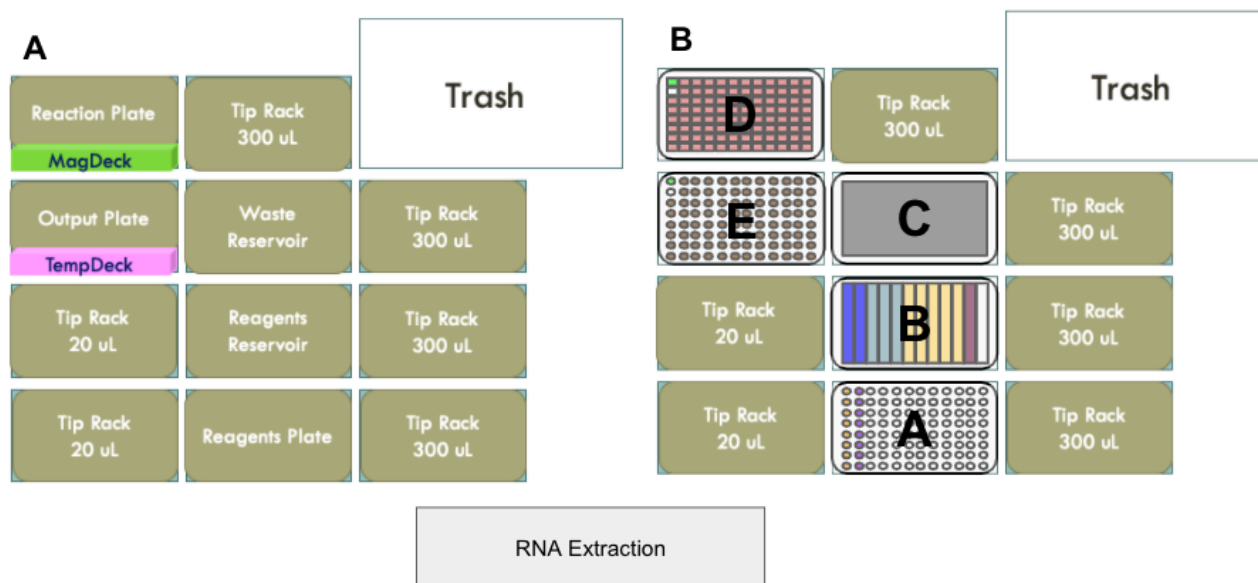 A
Reaction Plate
MagDeck
Tip Rack
300 uL
Trash
Output Plate
TempDeck
Waste
Reservoir
Tip Rack
300 uL
Tip Rack
20 uL
Reagents
Reservoir
Tip Rack
300 uL
Tip Rack
20 uL
Reagents Plate
Tip Rack
300 uL
B
D
Tip Rack
300 uL
Trash
E
C
Tip Rack
300 uL
Tip Rack
20 uL
B
Tip Rack
300 uL
Tip Rack
20 uL
A
Tip Rack
300 uL
RNA Extraction